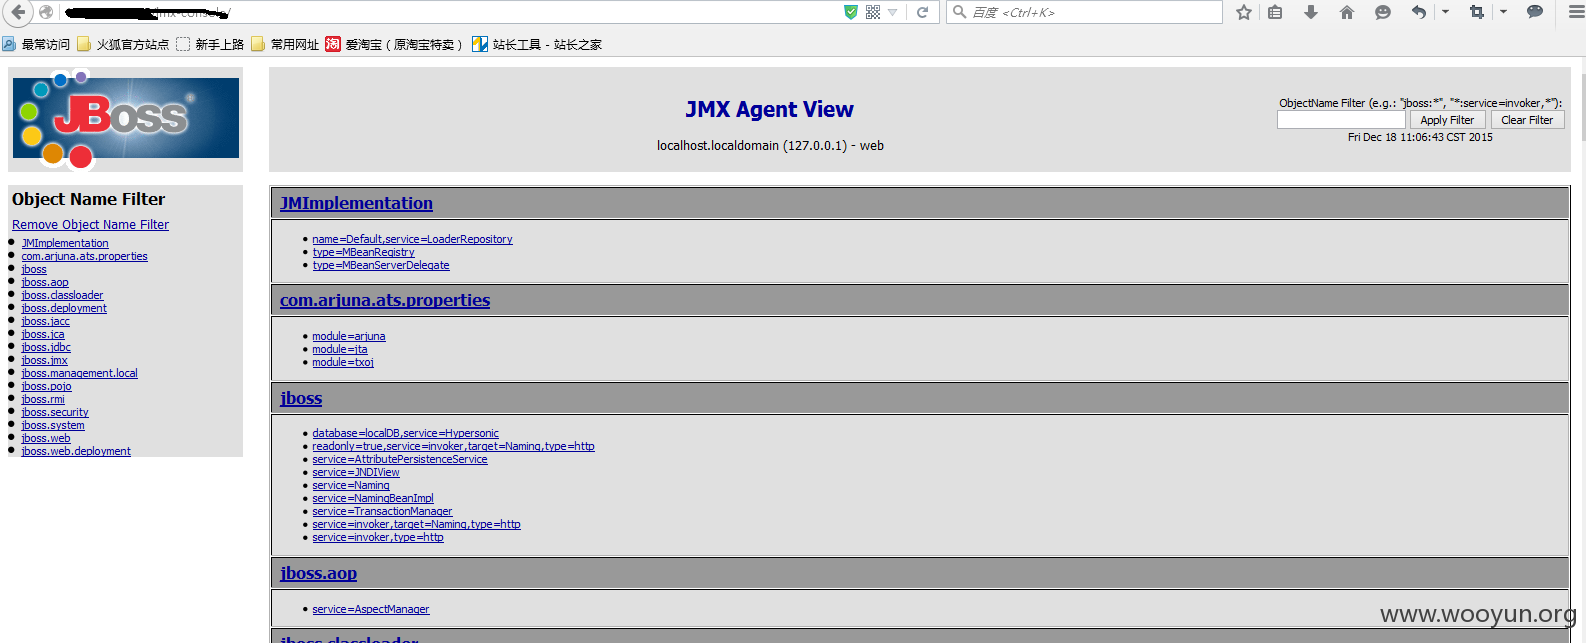 jmx-console/
百度 <Ctrl+K>
最常访问 火狐官方站点 新手上路 常用网址 爱淘宝（原淘宝特卖） 站长工具 - 站长之家
JBoss
JMX Agent View
localhost.localdomain (127.0.0.1) - web
ObjectName Filter (e.g.: "jboss:*", "*:service=invoker,*"):
Apply Filter Clear Filter
Fri Dec 18 11:06:43 CST 2015
Object Name Filter
Remove Object Name Filter
JMImplementation
com.arjuna.ats.properties
jboss
jboss.aop
jboss.classloader
jboss.deployment
jboss.jacc
jboss.jca
jboss.jdbc
jboss.jmx
jboss.management.local
jboss.pojo
jboss.rmi
jboss.security
jboss.system
jboss.web
jboss.web.deployment
JMImplementation
name=Default,service=LoaderRepository
type=MBeanRegistry
type=MBeanServerDelegate
com.arjuna.ats.properties
module=arjuna
module=jta
module=txoj
jboss
database=localDB,service=Hypersonic
readonly=true,service=invoker,target=Naming,type=http
service=AttributePersistenceService
service=JNDIView
service=Naming
service=NamingBeanImpl
service=TransactionManager
service=invoker,target=Naming,type=http
service=invoker,type=http
jboss.aop
service=AspectManager
jboss.classloader
www.wooyun.org